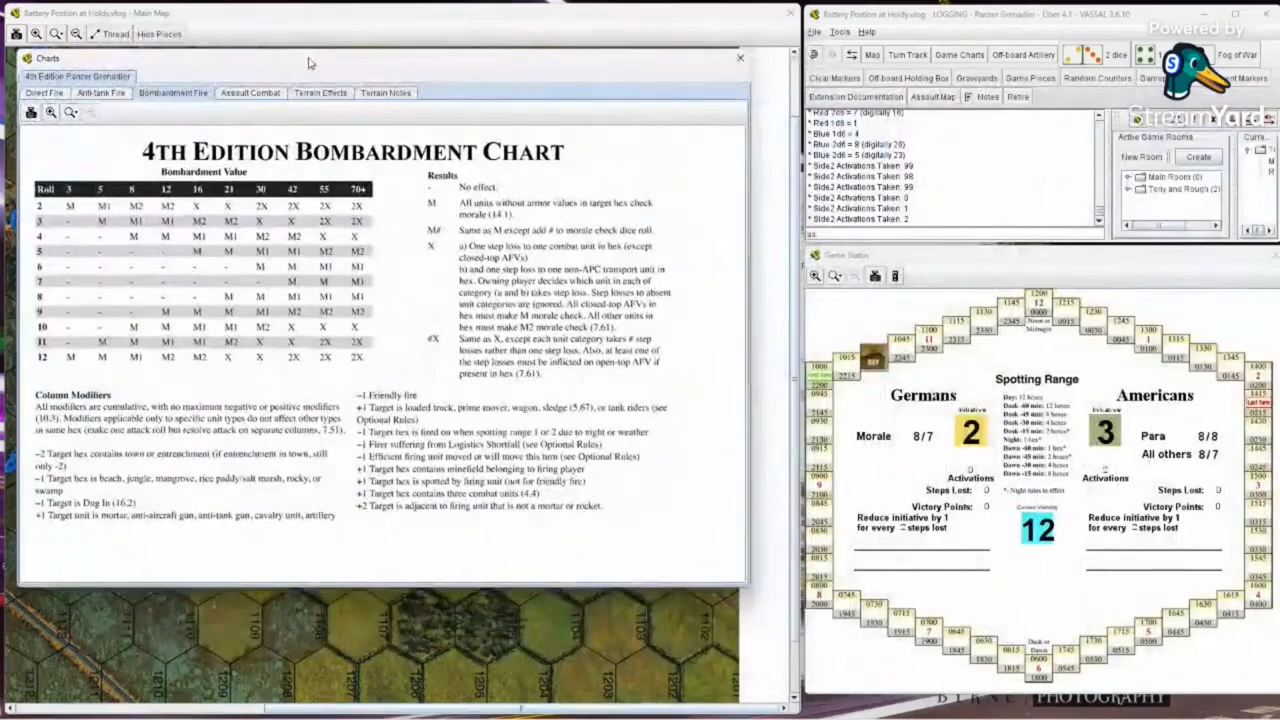 Battery Postion at Holdy.vlog - Main Map
Thread Hide Pieces
Charts
4th Edition Panzer Grenadier
Direct Fire Anti-tank Fire Bombardment Fire Assault Combat Terrain Effects Terrain Notes
4TH EDITION BOMBARDMENT CHART
Bombardment Value
Roll 3 5 8 12 16 21 30 42 55 70+
2 M M1 M2 M2 X X 2X 2X 2X 2X
3 - M M1 M1 M2 M2 X X 2X 2X
4 - - M M M1 M1 M2 M2 X X
5 - - - - M M M1 M1 M2 M2
6 - - - - - - M M M1 M1
7 - - - - - - - M M M1
8 - - - - - M M M1 M1 M1
9 - - - M M M M1 M2 M2 M2
10 - - M M M1 M1 M2 X X X
11 - M M M1 M1 M2 X X 2X 2X
12 M M M1 M2 M2 X X 2X 2X 2X
Results
- No effect.
M All units without armor values in target hex check
morale (14.1).
M# Same as M except add # to morale check dice roll.
X a) One step loss to one combat unit in hex (except
closed-top AFVs)
b) and one step loss to one non-APC transport unit in
hex. Owning player decides which unit in each of
category (a and b) takes step loss. Step losses to absent
unit categories are ignored. All closed-top AFVs in
hex must make M morale check. All other units in
hex must make M2 morale check (7.61).
#X Same as X, except each unit category takes # step
losses rather than one step loss. Also, at least one of
the step losses must be inflicted on open-top AFV if
present in hex (7.61).
Column Modifiers
All modifiers are cumulative, with no maximum negative or positive modifiers
(10.3). Modifiers applicable only to specific unit types do not affect other types
in same hex (make one attack roll but resolve attack on separate columns, 7.51).
−2 Target hex contains town or entrenchment (if entrenchment in town, still
only -2)
−1 Target hex is beach, jungle, mangrove, rice paddy/salt marsh, rocky, or
swamp
−1 Target is Dug In (16.2)
+1 Target unit is mortar, anti-aircraft gun, anti-tank gun, cavalry unit, artillery
−1 Friendly fire
+1 Target is loaded truck, prime mover, wagon, sledge (5.67), or tank riders (see
Optional Rules)
−1 Target hex is fired on when spotting range 1 or 2 due to night or weather
−1 Firer suffering from Logistics Shortfall (see Optional Rules)
−1 Efficient firing unit moved or will move this turn (see Optional Rules)
+1 Target hex contains minefield belonging to firing player
+1 Target hex is spotted by firing unit (not for friendly fire)
+1 Target hex contains three combat units (4.4)
+2 Target is adjacent to firing unit that is not a mortar or rocket.
Battery Postion at Holdy.vlog - LOGGING - Panzer Grenadier - Ciber 4.1 - VASSAL 3.6.10
File Tools Help
Map Turn Track Game Charts Off-board Artillery 2 dice Fog of War
Clear Markers Off-board Holding Box Graveyards Game Pieces Random Counters
Extension Documentation Assault Map Notes Retire
* Red 2d6 = 7 (digitally 16)
* Red 1d6 = 1
* Blue 1d6 = 4
* Blue 2d6 = 8 (digitally 26)
* Blue 2d6 = 5 (digitally 23)
* Side2 Activations Taken: 99
* Side2 Activations Taken: 98
* Side2 Activations Taken: 99
* Side2 Activations Taken: 0
* Side2 Activations Taken: 1
* Side2 Activations Taken: 2
Powered by
StreamYard
Active Game Rooms
New Room Create
Main Room (0)
Tony and Rough (2)
Game Status
Spotting Range
Germans Americans
Initiative
2 3
Morale 8/7
Para 8/8
All others 8/7
Day: 12 hexes
Activations
Steps Lost: 0
Victory Points: 0
Reduce initiative by 1
for every 2 steps lost
12
Activations
Steps Lost: 0
Victory Points: 0
Reduce initiative by 1
for every 2 steps lost
PHOTOGRAPHY